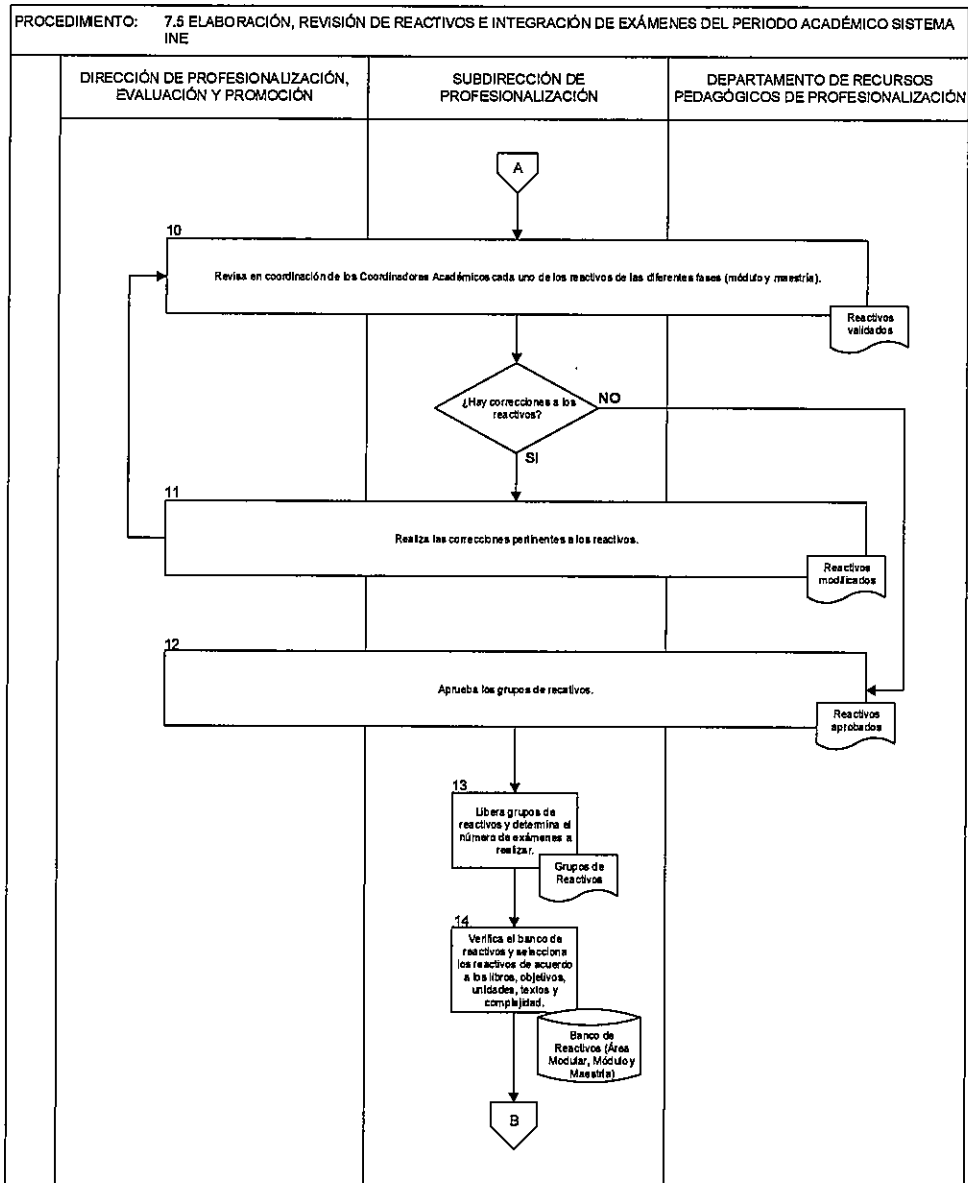 PROCEDIMIENTO: 7.5 ELABORACIÓN, REVISIÓN DE REACTIVOS E INTEGRACIÓN DE EXÁMENES DEL PERIODO ACADÉMICO SISTEMA
INE
DIRECCIÓN DE PROFESIONALIZACIÓN,
EVALUACIÓN Y PROMOCIÓN
SUBDIRECCIÓN DE
PROFESIONALIZACIÓN
DEPARTAMENTO DE RECURSOS
PEDAGÓGICOS DE PROFESIONALIZACIÓN
A
10
Revisa en coordinación de los Coordinadores Académicos cada uno de los reactivos de las diferentes fases (módulo y maestría).
Reactivos
validados
¿Hay correcciones a los
reactivos?
NO
SI
11
Realiza las correcciones pertinentes a los reactivos.
Reactivos
modificados
12
Aprueba los grupos de recativos.
Reactivos
aprobados
13
Libera grupos de
reactivos y determina el
número de exámenes a
realizar.
Grupos de
Reactivos
14
Verifica el banco de
reactivos y selecciona
los reactivos de acuerdo
a los libros, objetivos,
unidades, textos y
complejidad.
Banco de
Reactivos (Área
Modular, Módulo y
Maestría)
B